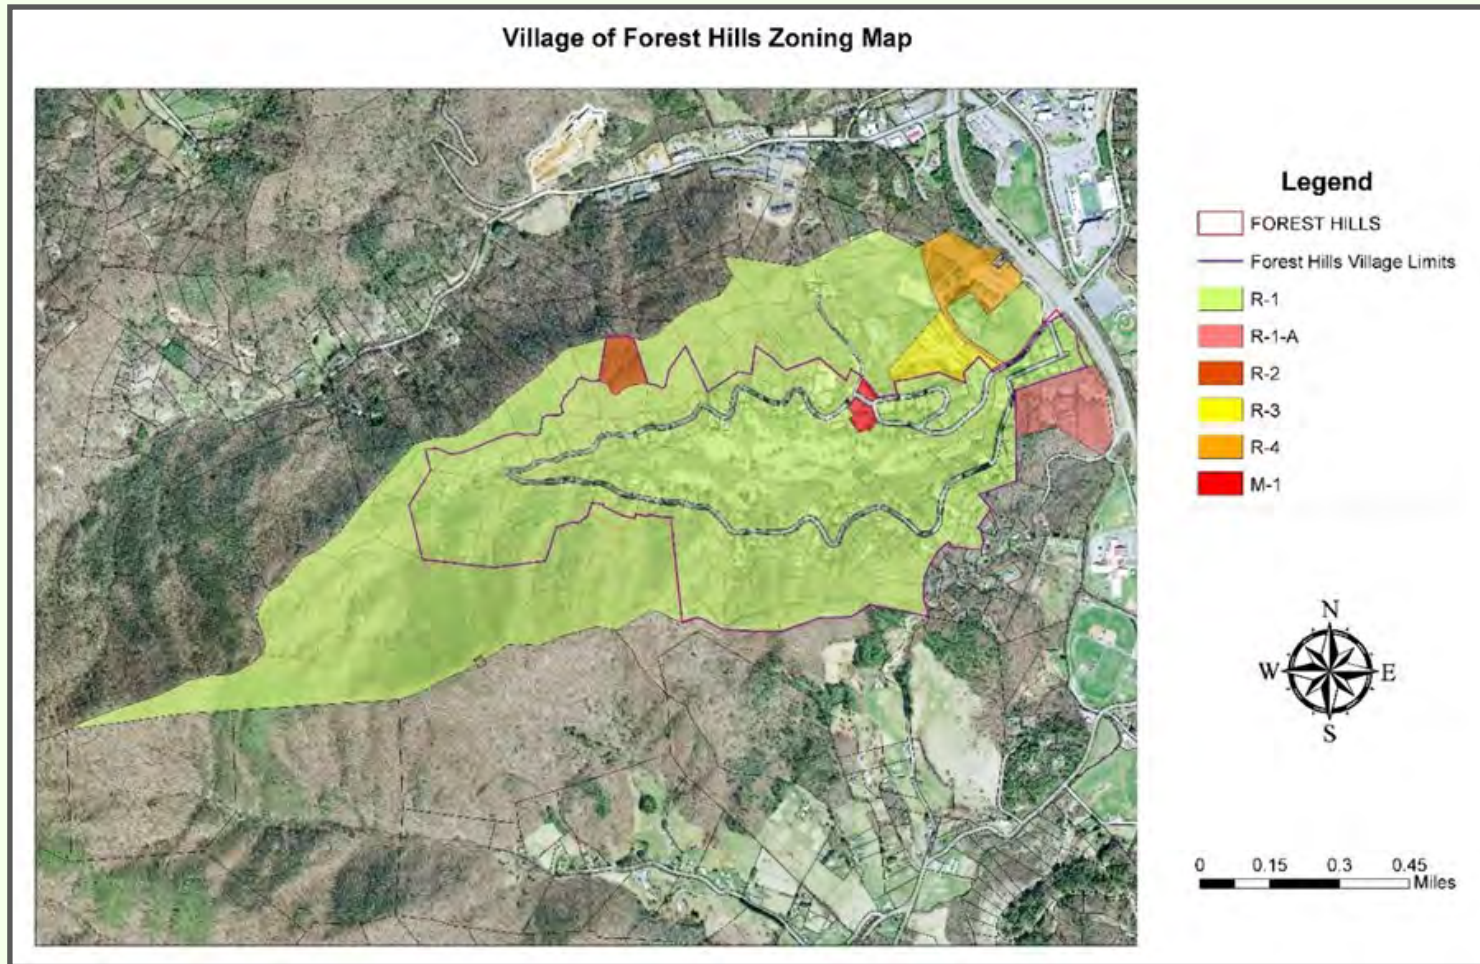 Village of Forest Hills Zoning Map
Legend
FOREST HILLS
Forest Hills Village Limits
R-1
R-1-A
R-2
R-3
R-4
M-1
N
W E
S
0 0.15 0.3 0.45
Miles